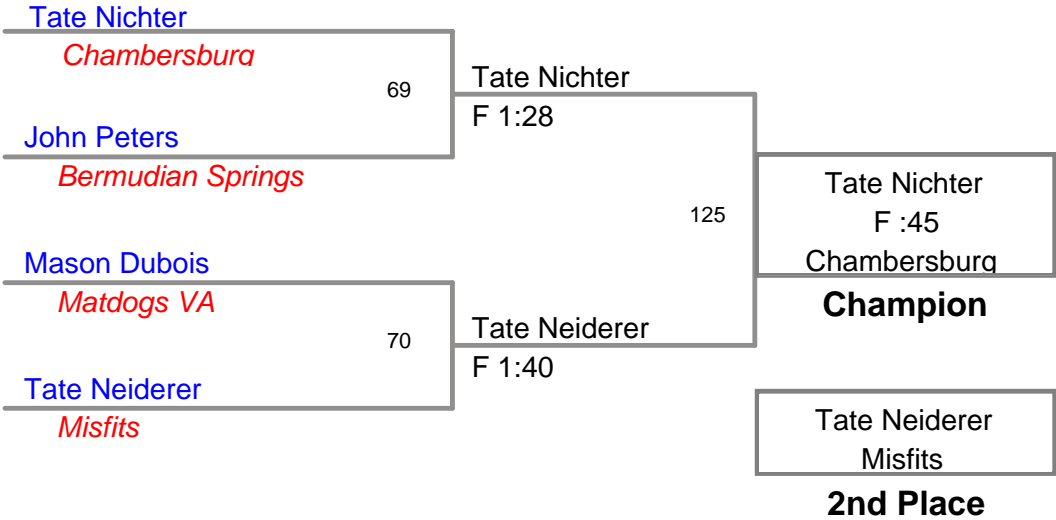 Tate Nichter
Chambersburg
69
Tate Nichter
F 1:28
John Peters
Bermudian Springs
125
Tate Nichter
F :45
Chambersburg
Champion
Mason Dubois
Matdogs VA
70
Tate Neiderer
F 1:40
Tate Neiderer
Misfits
Tate Neiderer
Misfits
2nd Place